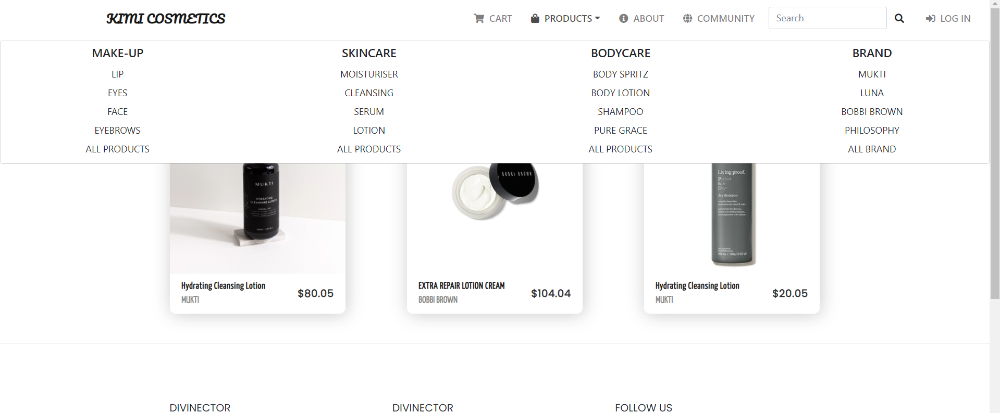 KIMI COSMETICS
CART
PRODUCTS
ABOUT
COMMUNITY
Search
LOG IN
MAKE-UP
LIP
EYES
FACE
EYEBROWS
ALL PRODUCTS
SKINCARE
MOISTURISER
CLEANSING
SERUM
LOTION
ALL PRODUCTS
BODYCARE
BODY SPRITZ
BODY LOTION
SHAMPOO
PURE GRACE
ALL PRODUCTS
BRAND
MUKTI
LUNA
BOBBI BROWN
PHILOSOPHY
ALL BRAND
MUKTI
HYDRATING
CLEANSING LOTION
BOBBI BROWN
Living proof.
Perfect
hair
Day
dry shampoo
Hydrating Cleansing Lotion
MUKTI
$80.05
EXTRA REPAIR LOTION CREAM
BOBBI BROWN
$104.04
Hydrating Cleansing Lotion
MUKTI
$20.05
DIVINECTOR
DIVINECTOR
FOLLOW US